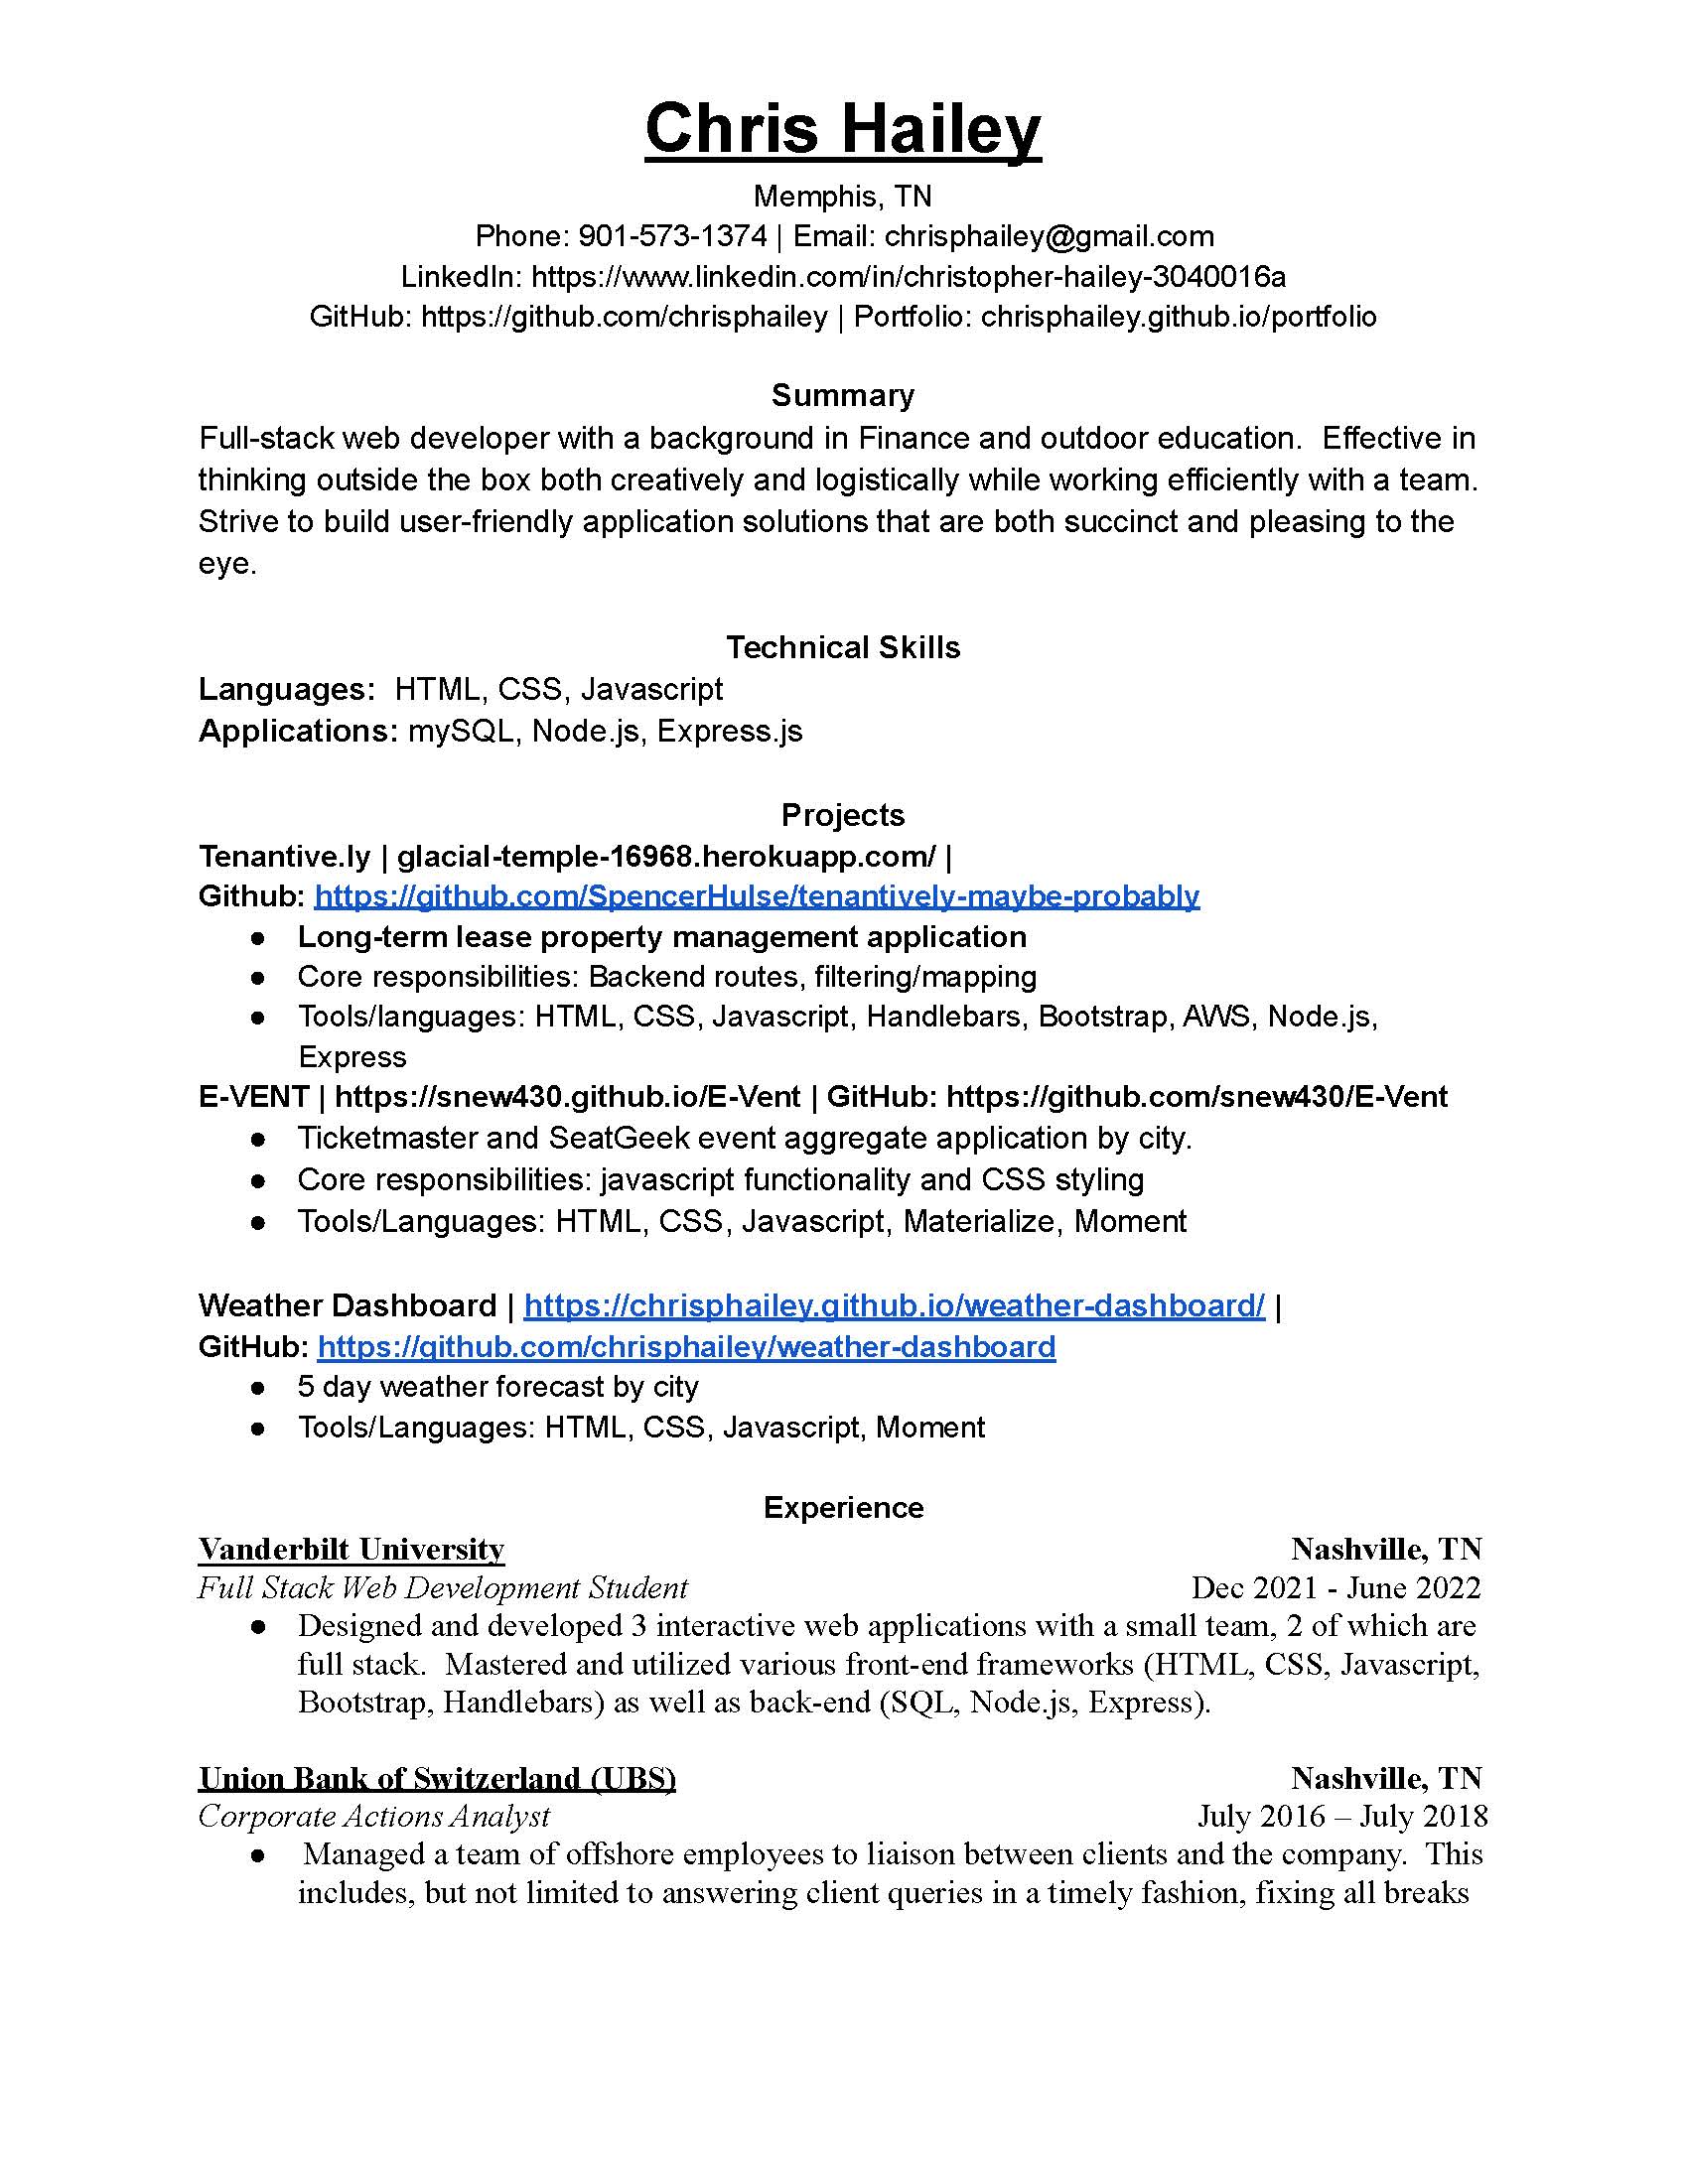 Chris Hailey
Memphis, TN
Phone: 901-573-1374 | Email: chrisphailey@gmail.com
LinkedIn: https://www.linkedin.com/in/christopher-hailey-3040016a
GitHub: https://github.com/chrisphailey | Portfolio: chrisphailey.github.io/portfolio
Summary
Full-stack web developer with a background in Finance and outdoor education.  Effective in
thinking outside the box both creatively and logistically while working efficiently with a team.
Strive to build user-friendly application solutions that are both succinct and pleasing to the
eye.
Technical Skills
Languages:  HTML, CSS, Javascript
Applications: mySQL, Node.js, Express.js
Projects
Tenantive.ly | glacial-temple-16968.herokuapp.com/ |
Github: https://github.com/SpencerHulse/tenantively-maybe-probably
● Long-term lease property management application
● Core responsibilities: Backend routes, filtering/mapping
● Tools/languages: HTML, CSS, Javascript, Handlebars, Bootstrap, AWS, Node.js,
Express
E-VENT | https://snew430.github.io/E-Vent | GitHub: https://github.com/snew430/E-Vent
● Ticketmaster and SeatGeek event aggregate application by city.
● Core responsibilities: javascript functionality and CSS styling
● Tools/Languages: HTML, CSS, Javascript, Materialize, Moment
Weather Dashboard | https://chrisphailey.github.io/weather-dashboard/ |
GitHub: https://github.com/chrisphailey/weather-dashboard
● 5 day weather forecast by city
● Tools/Languages: HTML, CSS, Javascript, Moment
Experience
Vanderbilt University Nashville, TN
Full Stack Web Development Student Dec 2021 - June 2022
● Designed and developed 3 interactive web applications with a small team, 2 of which are
full stack.  Mastered and utilized various front-end frameworks (HTML, CSS, Javascript,
Bootstrap, Handlebars) as well as back-end (SQL, Node.js, Express).
Union Bank of Switzerland (UBS) Nashville, TN
Corporate Actions Analyst July 2016 – July 2018
● Managed a team of offshore employees to liaison between clients and the company.  This
includes, but not limited to answering client queries in a timely fashion, fixing all breaks